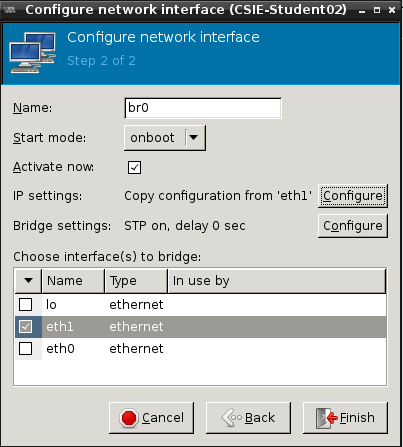 Configure network interface (CSIE-Student02)
Configure network interface
Step 2 of 2
Name: br0
Start mode: onboot
Activate now:
IP settings: Copy configuration from 'eth1' Configure
Bridge settings: STP on, delay 0 sec Configure
Choose interface(s) to bridge:
Name Type In use by
lo ethernet
eth1 ethernet
eth0 ethernet
Cancel Back Finish